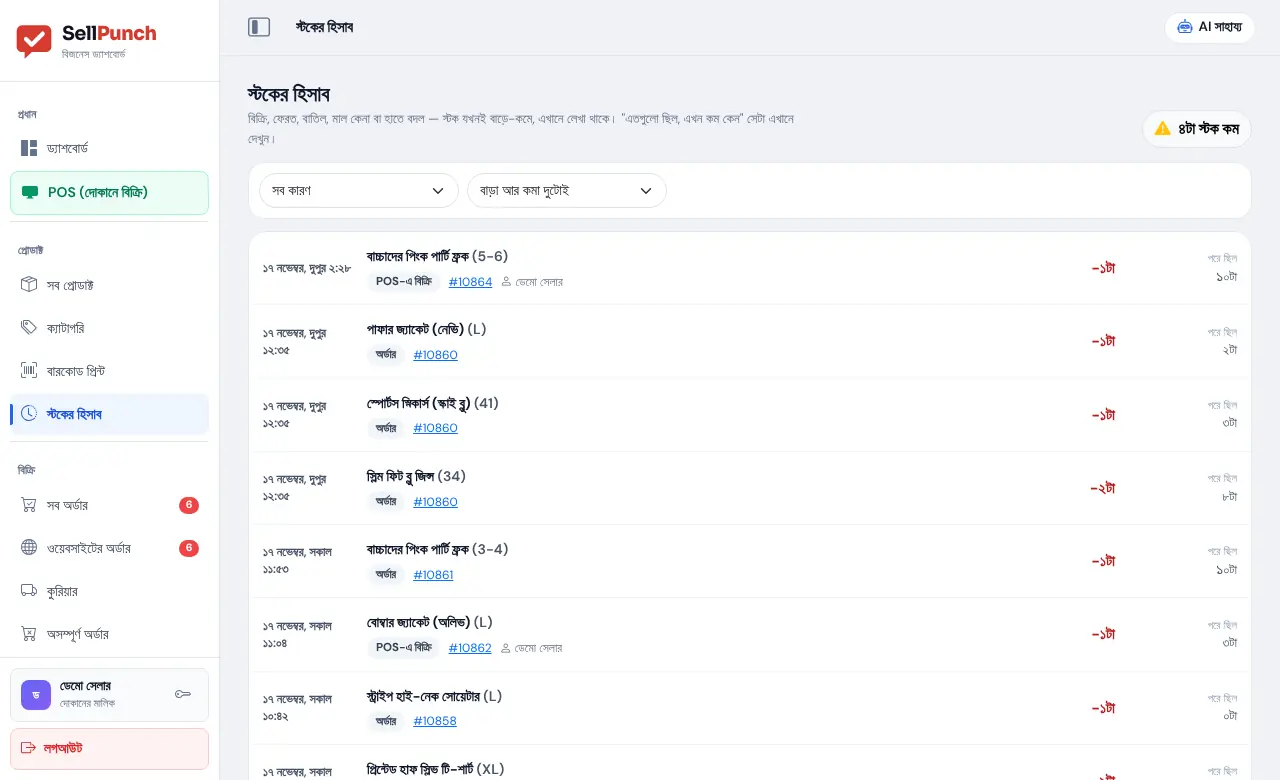 SellPunch
বিজনেস ড্যাশবোর্ড
প্রধান
ড্যাশবোর্ড
POS (দোকানে বিক্রি)
প্রোডাক্ট
সব প্রোডাক্ট
ক্যাটাগরি
বারকোড প্রিন্ট
স্টকের হিসাব
বিক্রি
সব অর্ডার 6
ওয়েবসাইটের অর্ডার 6
কুরিয়ার
অসম্পূর্ণ অর্ডার
ড
ডেমো সেলার
দোকানের মালিক
লগআউট
স্টকের হিসাব
AI সাহায্য
স্টকের হিসাব
বিক্রি, ফেরত, বাতিল, মাল কেনা বা হাতে বদল — স্টক যখনই বাড়ে-কমে, এখানে লেখা থাকে। "এতগুলো ছিল, এখন কম কেন" সেটা এখানে
দেখুন।
৪টা স্টক কম
সব কারণ
বাড়া আর কমা দুটোই
১৭ নভেম্বর, দুপুর ২:২৮
বাচ্চাদের পিংক পার্টি ফ্রক (5-6)
POS-এ বিক্রি #10864 ডেমো সেলার
-১টা
পরে ছিল
১০টা
১৭ নভেম্বর, দুপুর
১২:৩৫
পাফার জ্যাকেট (নেভি) (L)
অর্ডার #10860
-১টা
পরে ছিল
২টা
১৭ নভেম্বর, দুপুর
১২:৩৫
স্পোর্টস স্নিকার্স (স্কাই ব্লু) (41)
অর্ডার #10860
-১টা
পরে ছিল
৩টা
১৭ নভেম্বর, দুপুর
১২:৩৫
স্লিম ফিট ব্লু জিন্স (34)
অর্ডার #10860
-২টা
পরে ছিল
৮টা
১৭ নভেম্বর, সকাল
১১:৫৩
বাচ্চাদের পিংক পার্টি ফ্রক (3-4)
অর্ডার #10861
-১টা
পরে ছিল
১০টা
১৭ নভেম্বর, সকাল
১১:০৪
বোম্বার জ্যাকেট (অলিভ) (L)
POS-এ বিক্রি #10862 ডেমো সেলার
-১টা
পরে ছিল
৩টা
১৭ নভেম্বর, সকাল
১০:৪২
স্ট্রাইপ হাই-নেক সোয়েটার (L)
অর্ডার #10858
-১টা
পরে ছিল
০টা
১৭ নভেম্বর, সকাল
প্রিন্টেড হাফ স্লিভ টি-শার্ট (XL)
পরে ছিল